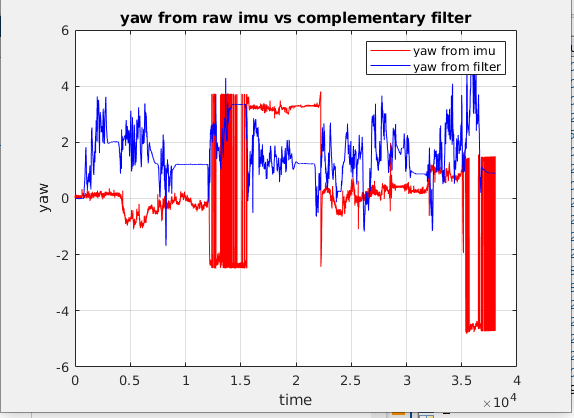 yaw from raw imu vs complementary filter
6
yaw from imu
yaw from filter
4
2
yaw
0
-2
-4
-6
0 0.5 1 1.5 2 2.5 3 3.5 4
time
×10⁴